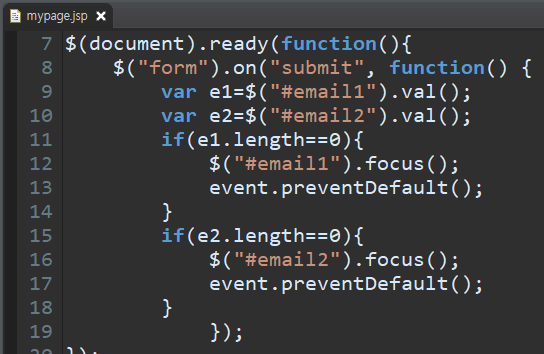 mypage.jsp
7 $(document).ready(function(){
8 $("form").on("submit", function() {
9 var e1=$("#email1").val();
10 var e2=$("#email2").val();
11 if(e1.length==0){
12 $("#email1").focus();
13 event.preventDefault();
14 }
15 if(e2.length==0){
16 $("#email2").focus();
17 event.preventDefault();
18 }
19 });
20 });